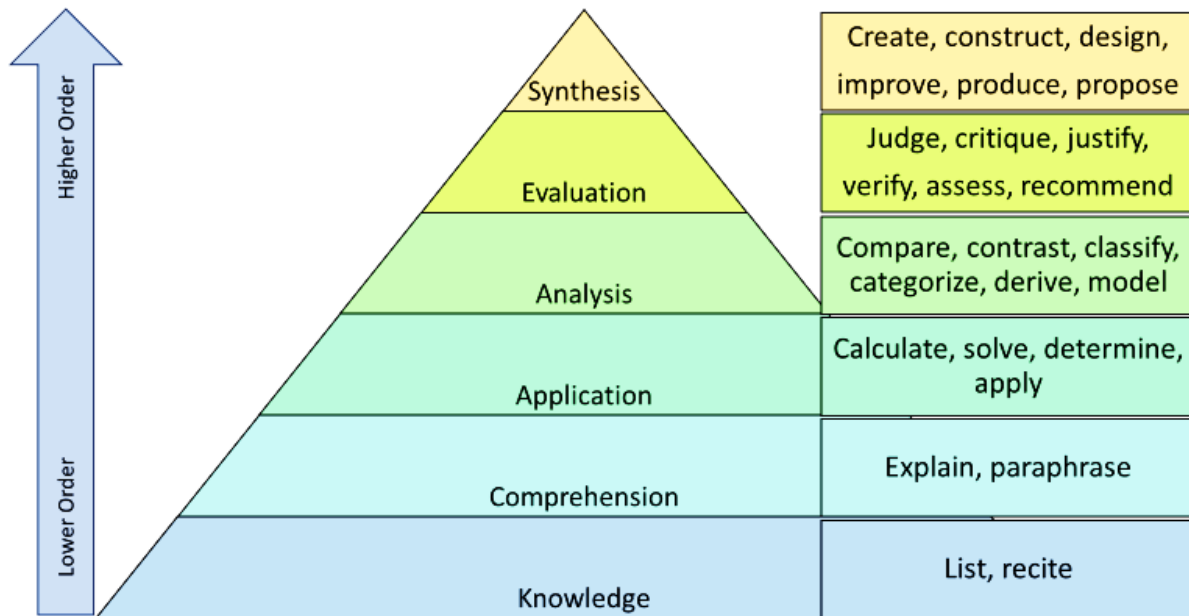 Higher Order
Lower Order
Synthesis
Create, construct, design,
improve, produce, propose
Evaluation
Judge, critique, justify,
verify, assess, recommend
Analysis
Compare, contrast, classify,
categorize, derive, model
Application
Calculate, solve, determine,
apply
Comprehension
Explain, paraphrase
Knowledge
List, recite